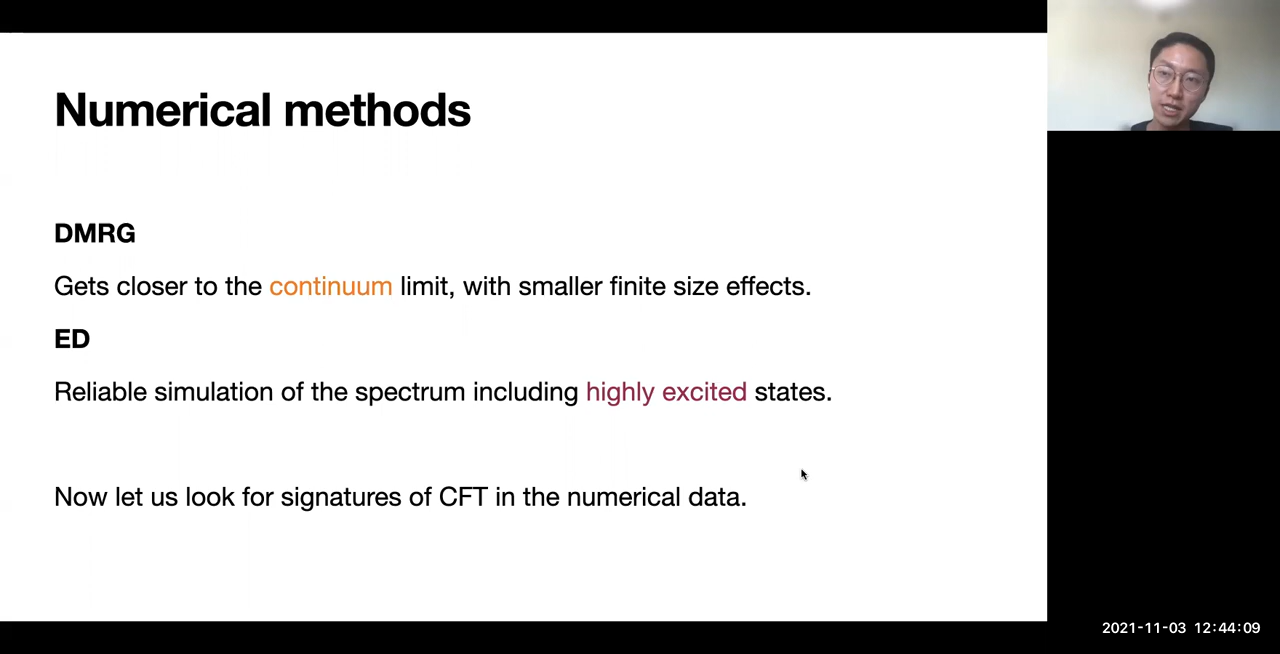 Numerical methods
DMRG
Gets closer to the continuum limit, with smaller finite size effects.
ED
Reliable simulation of the spectrum including highly excited states.
Now let us look for signatures of CFT in the numerical data.
2021-11-03 12:44:09